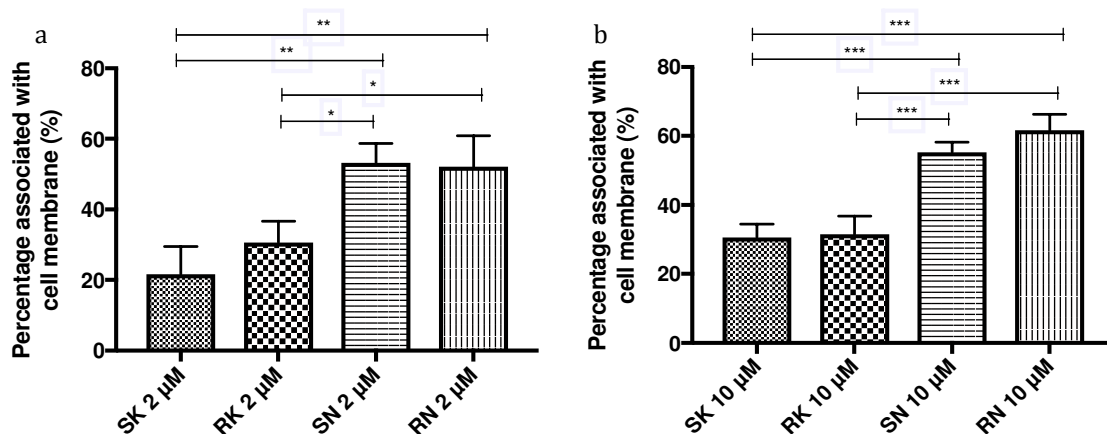 a
**
**
*
*
Percentage associated with
cell membrane (%)
80
60
40
20
0
SK 2 µM
RK 2 µM
SN 2 µM
RN 2 µM
b
***
***
***
***
Percentage associated with
cell membrane (%)
80
60
40
20
0
SK 10 µM
RK 10 µM
SN 10 µM
RN 10 µM